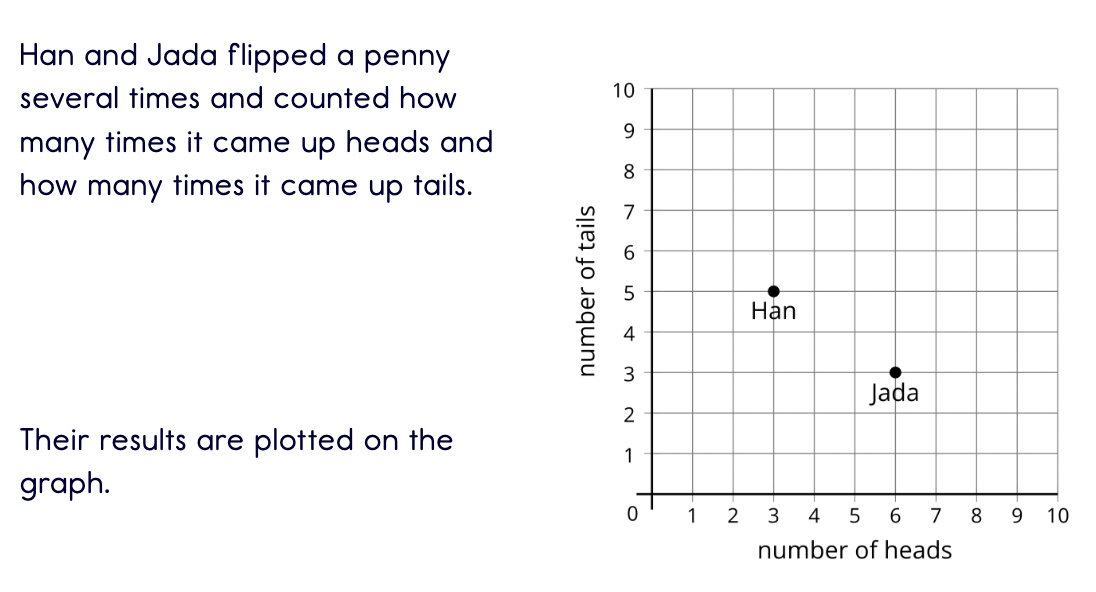 Han and Jada flipped a penny
several times and counted how
many times it came up heads and
how many times it came up tails.
Their results are plotted on the
graph.
number of tails
10
9
8
7
6
5
4
3
2
1
0
Han
Jada
1 2 3 4 5 6 7 8 9 10
number of heads